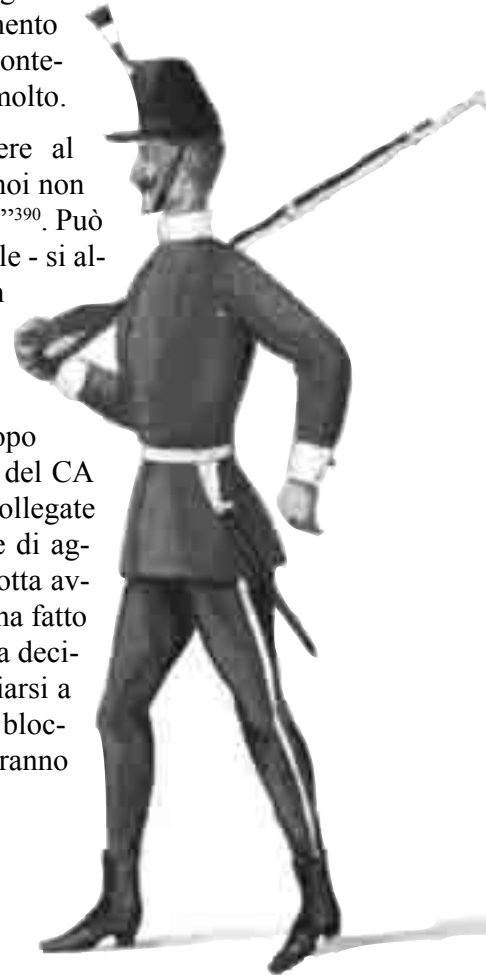 mento
onte-
molto.
ere al
noi non
”390. Può
le - si al-
opo
del CA
ollegate
e di ag-
otta av-
ha fatto
a deci-
iarsi a
bloc-
ranno